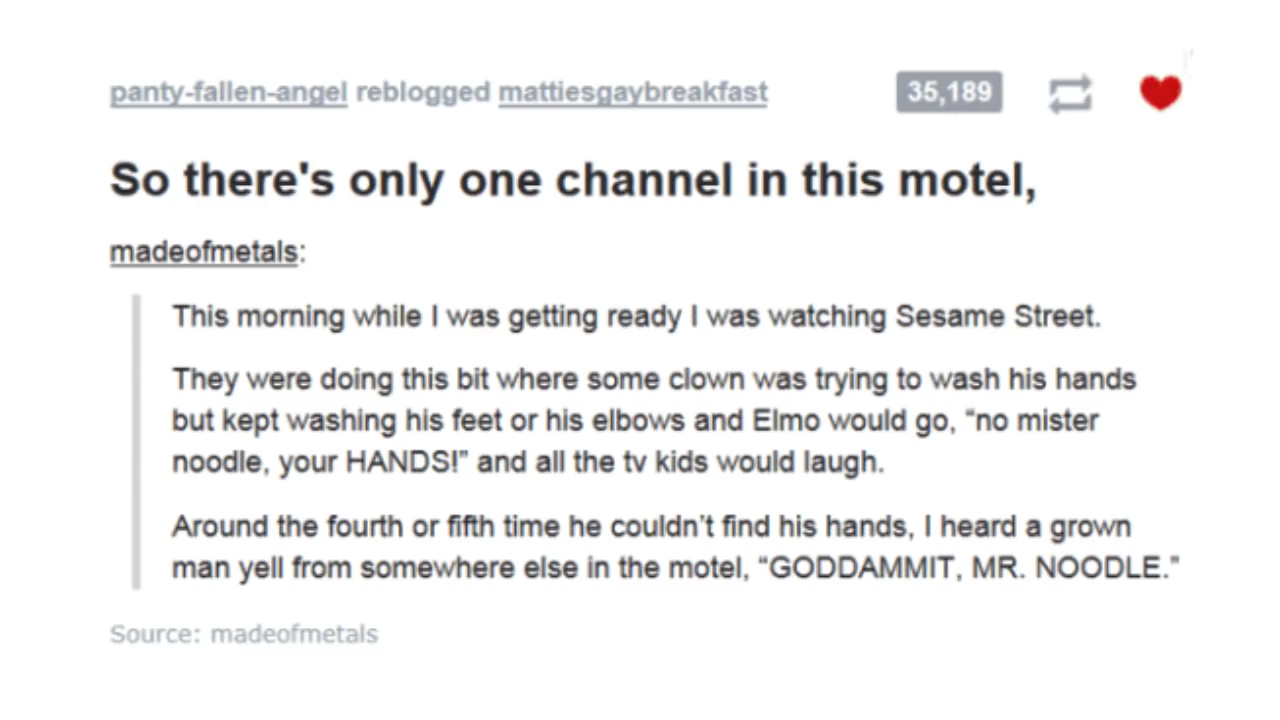 panty-fallen-angel reblogged mattiesgaybreakfast 35,189
So there's only one channel in this motel,
madeofmetals:
This morning while I was getting ready I was watching Sesame Street.
They were doing this bit where some clown was trying to wash his hands
but kept washing his feet or his elbows and Elmo would go, “no mister
noodle, your HANDS!” and all the tv kids would laugh.
Around the fourth or fifth time he couldn’t find his hands, I heard a grown
man yell from somewhere else in the motel, “GODDAMMIT, MR. NOODLE.”
Source: madeofmetals